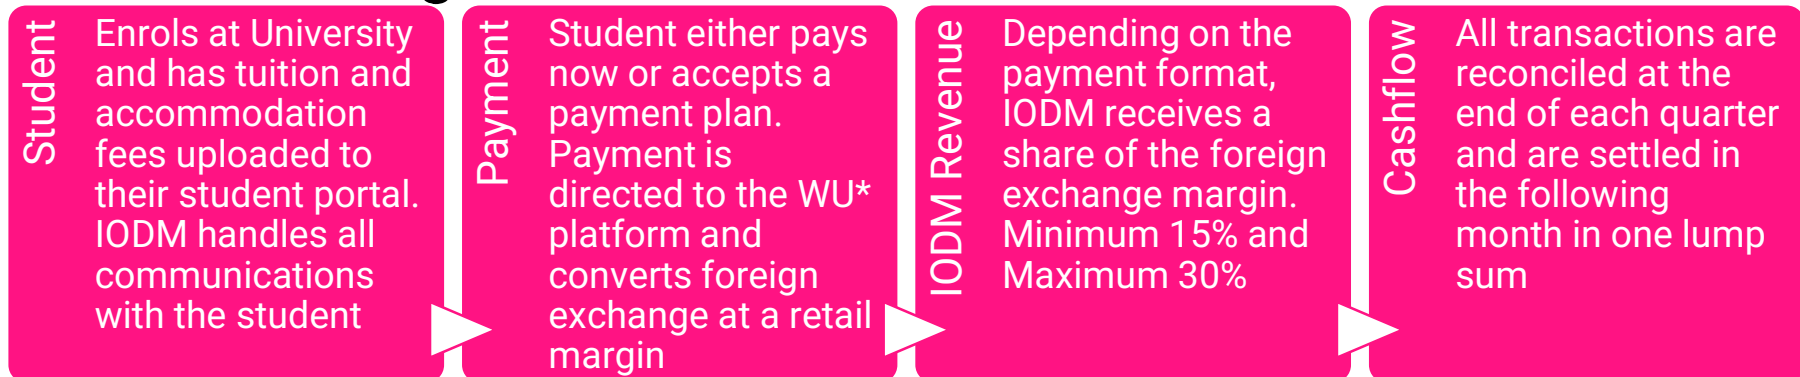 Student
Enrols at University
and has tuition and
accommodation
fees uploaded to
their student portal.
IODM handles all
communications
with the student
Payment
Student either pays
now or accepts a
payment plan.
Payment is
directed to the WU*
platform and
converts foreign
exchange at a retail
margin
IODM Revenue
Depending on the
payment format,
IODM receives a
share of the foreign
exchange margin.
Minimum 15% and
Maximum 30%
Cashflow
All transactions are
reconciled at the
end of each quarter
and are settled in
the following
month in one lump
sum